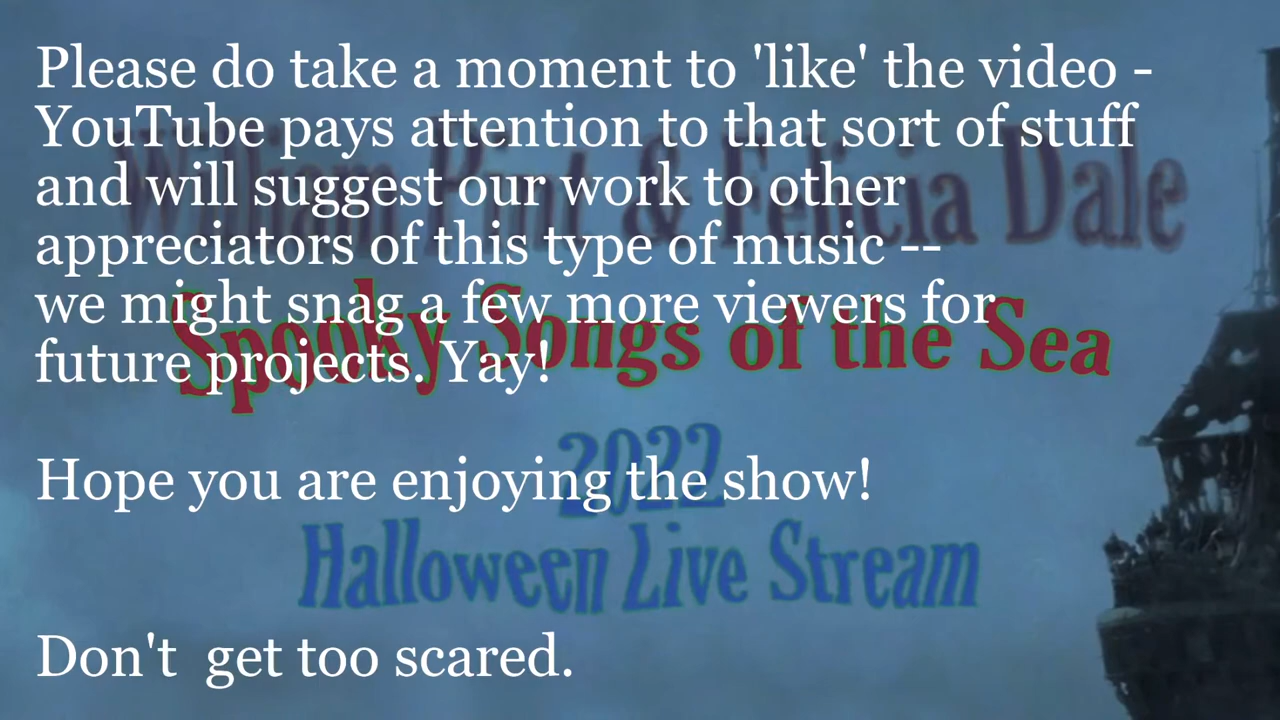 Please do take a moment to 'like' the video -
YouTube pays attention to that sort of stuff
and will suggest our work to other
appreciators of this type of music --
we might snag a few more viewers for
future projects. Yay!
Hope you are enjoying the show!
Don't  get too scared.
William Pint & Felicia Dale
Spooky Songs of the Sea
2022
Halloween Live Stream